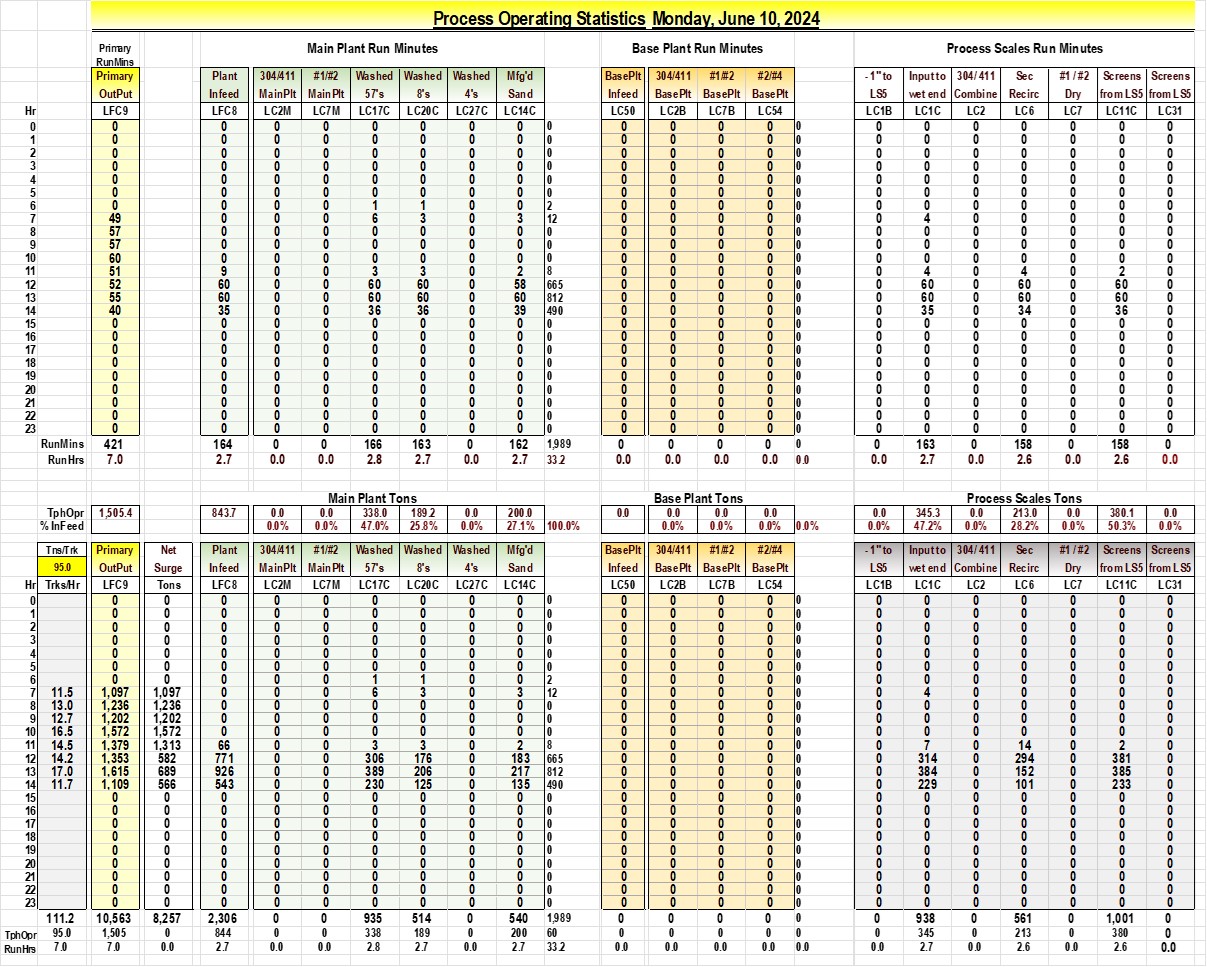 Process Operating Statistics Monday, June 10, 2024
Primary Main Plant Run Minutes Base Plant Run Minutes Process Scales Run Minutes
RunMins
Primary Plant 304/411 #1/#2 Washed Washed Washed Mfg'd BasePlt 304/411 #1/#2 #2/#4 -1" to Input to 304/411 Sec #1/#2 Screens Screens
OutPut Infeed MainPlt MainPlt 57's 8's 4's Sand Infeed BasePlt BasePlt BasePlt LS5 wet end Combine Recirc Dry from LS5 from LS5
Hr LFC9 LFC8 LC2M LC7M LC17C LC20C LC27C LC14C LC50 LC2B LC7B LC54 LC1B LC1C LC2 LC6 LC7 LC11C LC31
0 0 0 0 0 0 0 0 0 0 0 0 0 0 0 0 0 0 0 0 0 0
1 0 0 0 0 0 0 0 0 0 0 0 0 0 0 0 0 0 0 0 0 0
2 0 0 0 0 0 0 0 0 0 0 0 0 0 0 0 0 0 0 0 0 0
3 0 0 0 0 0 0 0 0 0 0 0 0 0 0 0 0 0 0 0 0 0
4 0 0 0 0 0 0 0 0 0 0 0 0 0 0 0 0 0 0 0 0 0
5 0 0 0 0 0 0 0 0 0 0 0 0 0 0 0 0 0 0 0 0 0
6 0 0 0 0 1 1 0 0 2 0 0 0 0 0 0 0 0 0 0 0 0
7 49 0 0 0 6 3 0 3 12 0 0 0 0 0 0 4 0 0 0 0 0
8 57 0 0 0 0 0 0 0 0 0 0 0 0 0 0 0 0 0 0 0 0
9 57 0 0 0 0 0 0 0 0 0 0 0 0 0 0 0 0 0 0 0 0
10 60 0 0 0 0 0 0 0 0 0 0 0 0 0 0 0 0 0 0 0 0
11 51 9 0 0 3 3 0 2 8 0 0 0 0 0 0 4 0 4 0 2 0
12 52 60 0 0 60 60 0 58 665 0 0 0 0 0 0 60 0 60 0 60 0
13 55 60 0 0 60 60 0 60 812 0 0 0 0 0 0 60 0 60 0 60 0
14 40 35 0 0 36 36 0 39 490 0 0 0 0 0 0 35 0 34 0 36 0
15 0 0 0 0 0 0 0 0 0 0 0 0 0 0 0 0 0 0 0 0 0
16 0 0 0 0 0 0 0 0 0 0 0 0 0 0 0 0 0 0 0 0 0
17 0 0 0 0 0 0 0 0 0 0 0 0 0 0 0 0 0 0 0 0 0
18 0 0 0 0 0 0 0 0 0 0 0 0 0 0 0 0 0 0 0 0 0
19 0 0 0 0 0 0 0 0 0 0 0 0 0 0 0 0 0 0 0 0 0
20 0 0 0 0 0 0 0 0 0 0 0 0 0 0 0 0 0 0 0 0 0
21 0 0 0 0 0 0 0 0 0 0 0 0 0 0 0 0 0 0 0 0 0
22 0 0 0 0 0 0 0 0 0 0 0 0 0 0 0 0 0 0 0 0 0
23 0 0 0 0 0 0 0 0 0 0 0 0 0 0 0 0 0 0 0 0 0
RunMins 421 164 0 0 166 163 0 162 1,989 0 0 0 0 0 0 163 0 158 0 158 0
RunHrs 7.0 2.7 0.0 0.0 2.8 2.7 0.0 2.7 33.2 0.0 0.0 0.0 0.0 0.0 0.0 2.7 0.0 2.6 0.0 2.6 0.0
Main Plant Tons Base Plant Tons Process Scales Tons
TphOpr 1,505.4 843.7 0.0 0.0 338.0 189.2 0.0 200.0 0.0 0.0 0.0 0.0 0.0 345.3 0.0 213.0 0.0 380.1 0.0
% InFeed 0.0% 0.0% 47.0% 25.8% 0.0% 27.1% 100.0% 0.0% 0.0% 0.0% 0.0% 0.0% 47.2% 0.0% 28.2% 0.0% 50.3% 0.0%
Tns/Trk Primary Net Plant 304/411 #1/#2 Washed Washed Washed Mfg'd BasePlt 304/411 #1/#2 #2/#4 -1" to Input to 304/411 Sec #1/#2 Screens Screens
95.0 OutPut Surge Infeed MainPlt MainPlt 57's 8's 4's Sand Infeed BasePlt BasePlt BasePlt LS5 wet end Combine Recirc Dry from LS5 from LS5
Hr Trks/Hr LFC9 Tons LFC8 LC2M LC7M LC17C LC20C LC27C LC14C LC50 LC2B LC7B LC54 LC1B LC1C LC2 LC6 LC7 LC11C LC31
0 0 0 0 0 0 0 0 0 0 0 0 0 0 0 0 0 0 0 0 0 0 0
1 0 0 0 0 0 0 0 0 0 0 0 0 0 0 0 0 0 0 0 0 0 0
2 0 0 0 0 0 0 0 0 0 0 0 0 0 0 0 0 0 0 0 0 0 0
3 0 0 0 0 0 0 0 0 0 0 0 0 0 0 0 0 0 0 0 0 0 0
4 0 0 0 0 0 0 0 0 0 0 0 0 0 0 0 0 0 0 0 0 0 0
5 0 0 0 0 0 0 0 0 0 0 0 0 0 0 0 0 0 0 0 0 0 0
6 0 0 0 0 0 1 1 0 0 2 0 0 0 0 0 0 0 0 0 0 0 0
7 11.5 1,097 1,097 0 0 0 6 3 0 3 12 0 0 0 0 0 0 4 0 0 0 0 0
8 13.0 1,236 1,236 0 0 0 0 0 0 0 0 0 0 0 0 0 0 0 0 0 0 0 0
9 12.7 1,202 1,202 0 0 0 0 0 0 0 0 0 0 0 0 0 0 0 0 0 0 0 0
10 16.5 1,572 1,572 0 0 0 0 0 0 0 0 0 0 0 0 0 0 0 0 0 0 0 0
11 14.5 1,379 1,313 66 0 0 3 3 0 2 8 0 0 0 0 0 0 7 0 14 0 2 0
12 14.2 1,353 582 771 0 0 306 176 0 183 665 0 0 0 0 0 0 314 0 294 0 381 0
13 17.0 1,615 689 926 0 0 389 206 0 217 812 0 0 0 0 0 0 384 0 152 0 385 0
14 11.7 1,109 566 543 0 0 230 125 0 135 490 0 0 0 0 0 0 229 0 101 0 233 0
15 0 0 0 0 0 0 0 0 0 0 0 0 0 0 0 0 0 0 0 0 0 0
16 0 0 0 0 0 0 0 0 0 0 0 0 0 0 0 0 0 0 0 0 0 0
17 0 0 0 0 0 0 0 0 0 0 0 0 0 0 0 0 0 0 0 0 0 0
18 0 0 0 0 0 0 0 0 0 0 0 0 0 0 0 0 0 0 0 0 0 0
19 0 0 0 0 0 0 0 0 0 0 0 0 0 0 0 0 0 0 0 0 0 0
20 0 0 0 0 0 0 0 0 0 0 0 0 0 0 0 0 0 0 0 0 0 0
21 0 0 0 0 0 0 0 0 0 0 0 0 0 0 0 0 0 0 0 0 0 0
22 0 0 0 0 0 0 0 0 0 0 0 0 0 0 0 0 0 0 0 0 0 0
23 0 0 0 0 0 0 0 0 0 0 0 0 0 0 0 0 0 0 0 0 0 0
111.2 10,563 8,257 2,306 0 0 935 514 0 540 1,989 0 0 0 0 0 0 938 0 561 0 1,001 0
TphOpr 95.0 1,505 0 844 0 0 338 189 0 200 60 0 0 0 0 0 0 345 0 213 0 380 0
RunHrs 7.0 7.0 0.0 2.7 0.0 0.0 2.8 2.7 0.0 2.7 33.2 0.0 0.0 0.0 0.0 0.0 0.0 2.7 0.0 2.6 0.0 2.6 0.0